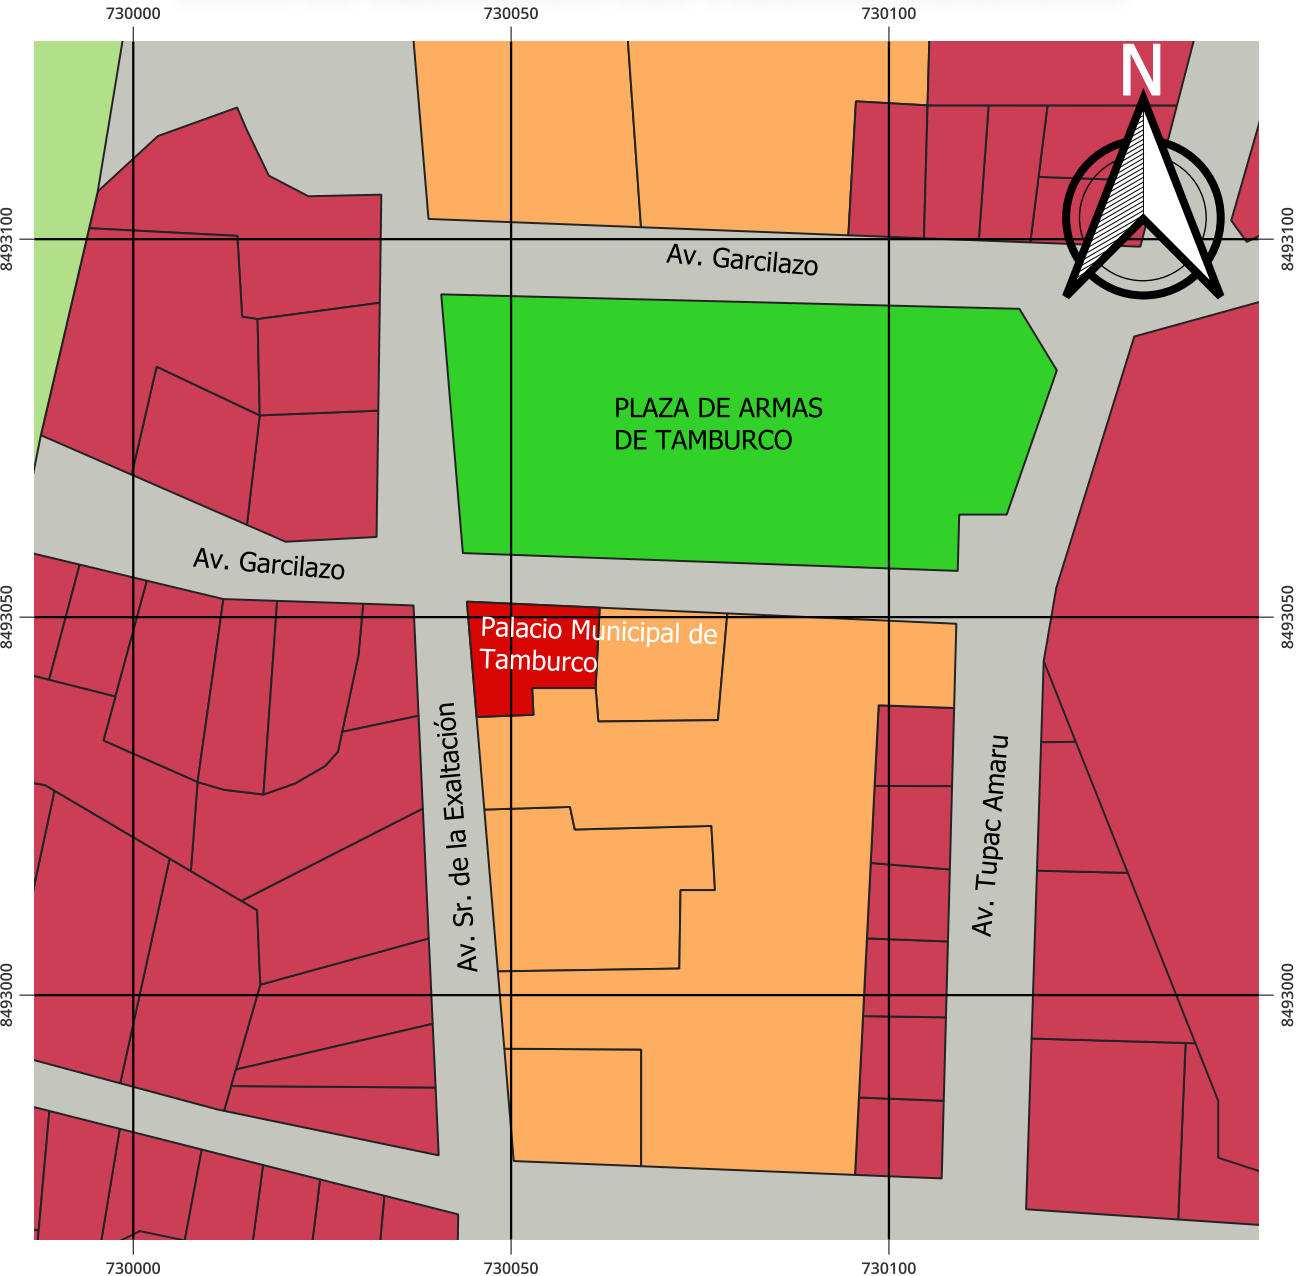 730000 730050 730100
N
8493100 8493100
Av. Garcilazo
PLAZA DE ARMAS
DE TAMBURCO
Av. Garcilazo
8493050 8493050
Palacio Municipal de
Tamburco
Av. Sr. de la Exaltación
Av. Tupac Amaru
8493000 8493000
730000 730050 730100